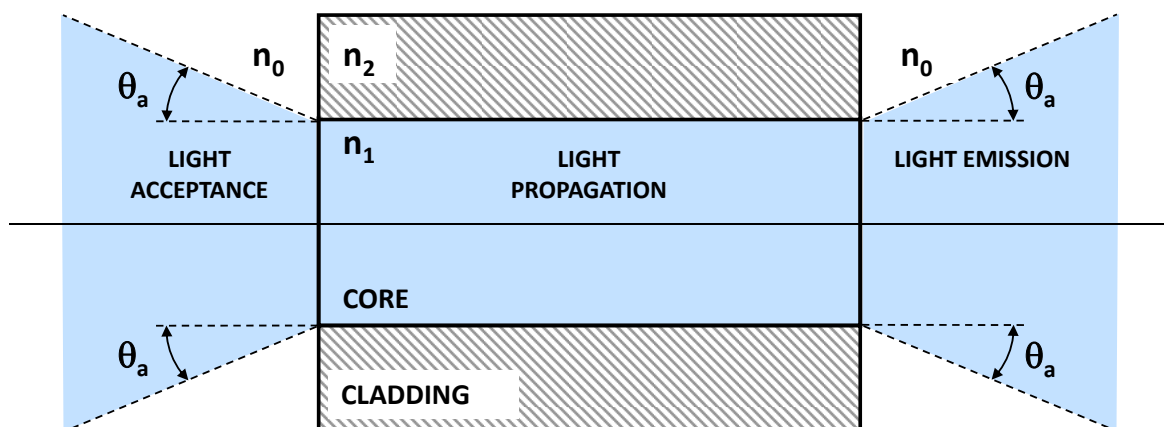 n₀
n₂
n₀
θₐ
θₐ
n₁
LIGHT
ACCEPTANCE
LIGHT
PROPAGATION
LIGHT EMISSION
CORE
θₐ
θₐ
CLADDING